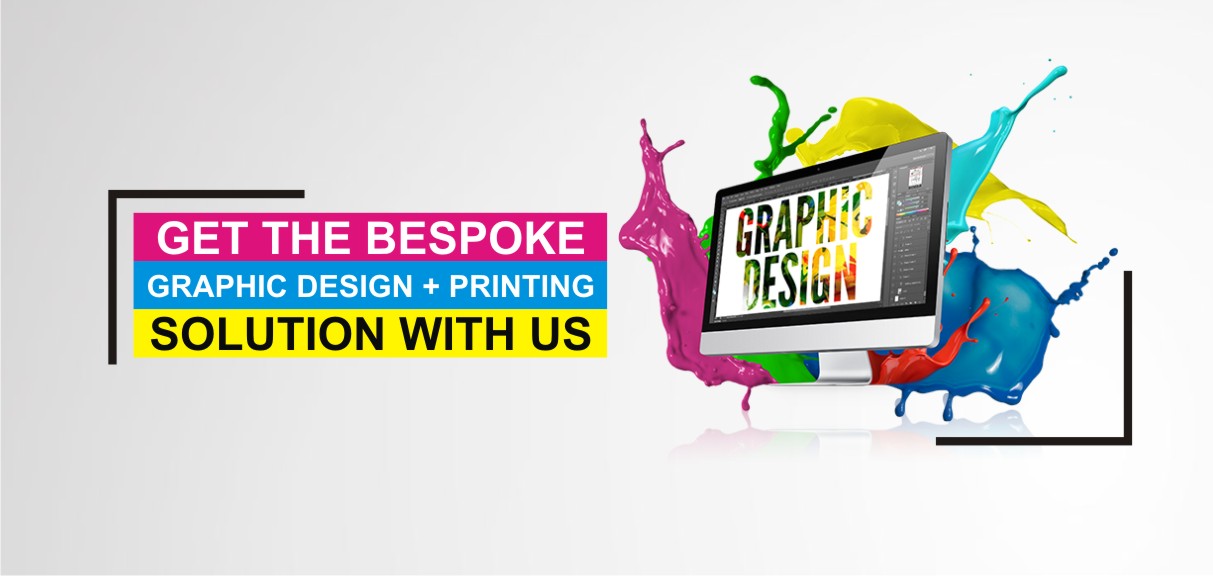 GET THE BESPOKE
GRAPHIC DESIGN + PRINTING
SOLUTION WITH US
GRAPHIC
DESIGN